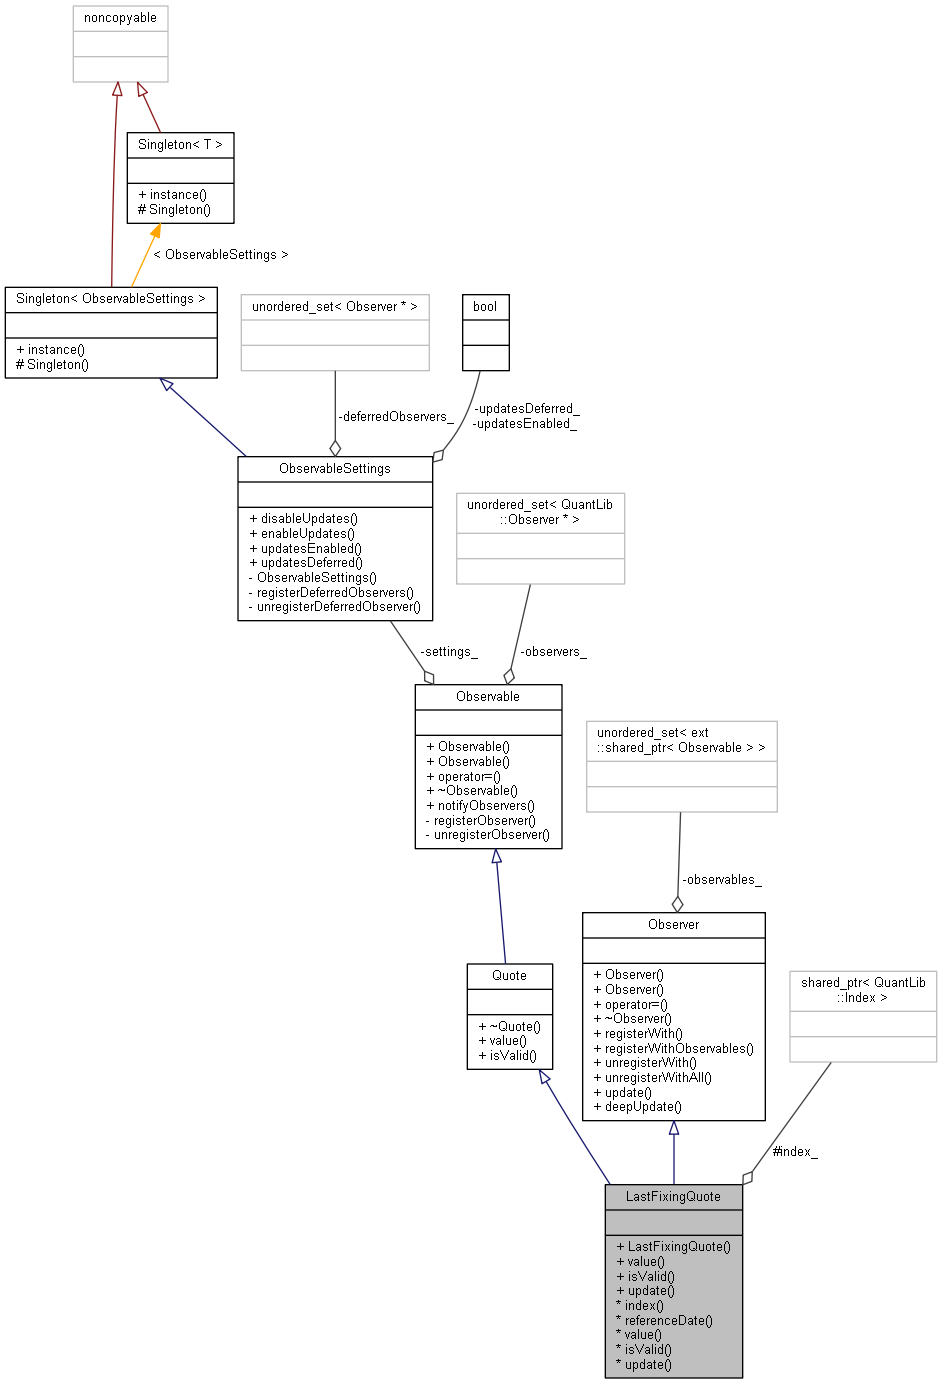 noncopyable
Singleton< T >
+ instance()
# Singleton()
< ObservableSettings >
Singleton< ObservableSettings >
+ instance()
# Singleton()
unordered_set< Observer * >
bool
-deferredObservers_
-updatesDeferred_
-updatesEnabled_
ObservableSettings
+ disableUpdates()
+ enableUpdates()
+ updatesEnabled()
+ updatesDeferred()
- ObservableSettings()
- registerDeferredObservers()
- unregisterDeferredObserver()
unordered_set< QuantLib
::Observer * >
-settings_
-observers_
Observable
+ Observable()
+ Observable()
+ operator=()
+ ~Observable()
+ notifyObservers()
- registerObserver()
- unregisterObserver()
unordered_set< ext
::shared_ptr< Observable > >
-observables_
Observer
+ Observer()
+ Observer()
+ operator=()
+ ~Observer()
+ registerWith()
+ registerWithObservables()
+ unregisterWith()
+ unregisterWithAll()
+ update()
+ deepUpdate()
Quote
+ ~Quote()
+ value()
+ isValid()
shared_ptr< QuantLib
::Index >
#index_
LastFixingQuote
+ LastFixingQuote()
+ value()
+ isValid()
+ update()
* index()
* referenceDate()
* value()
* isValid()
* update()